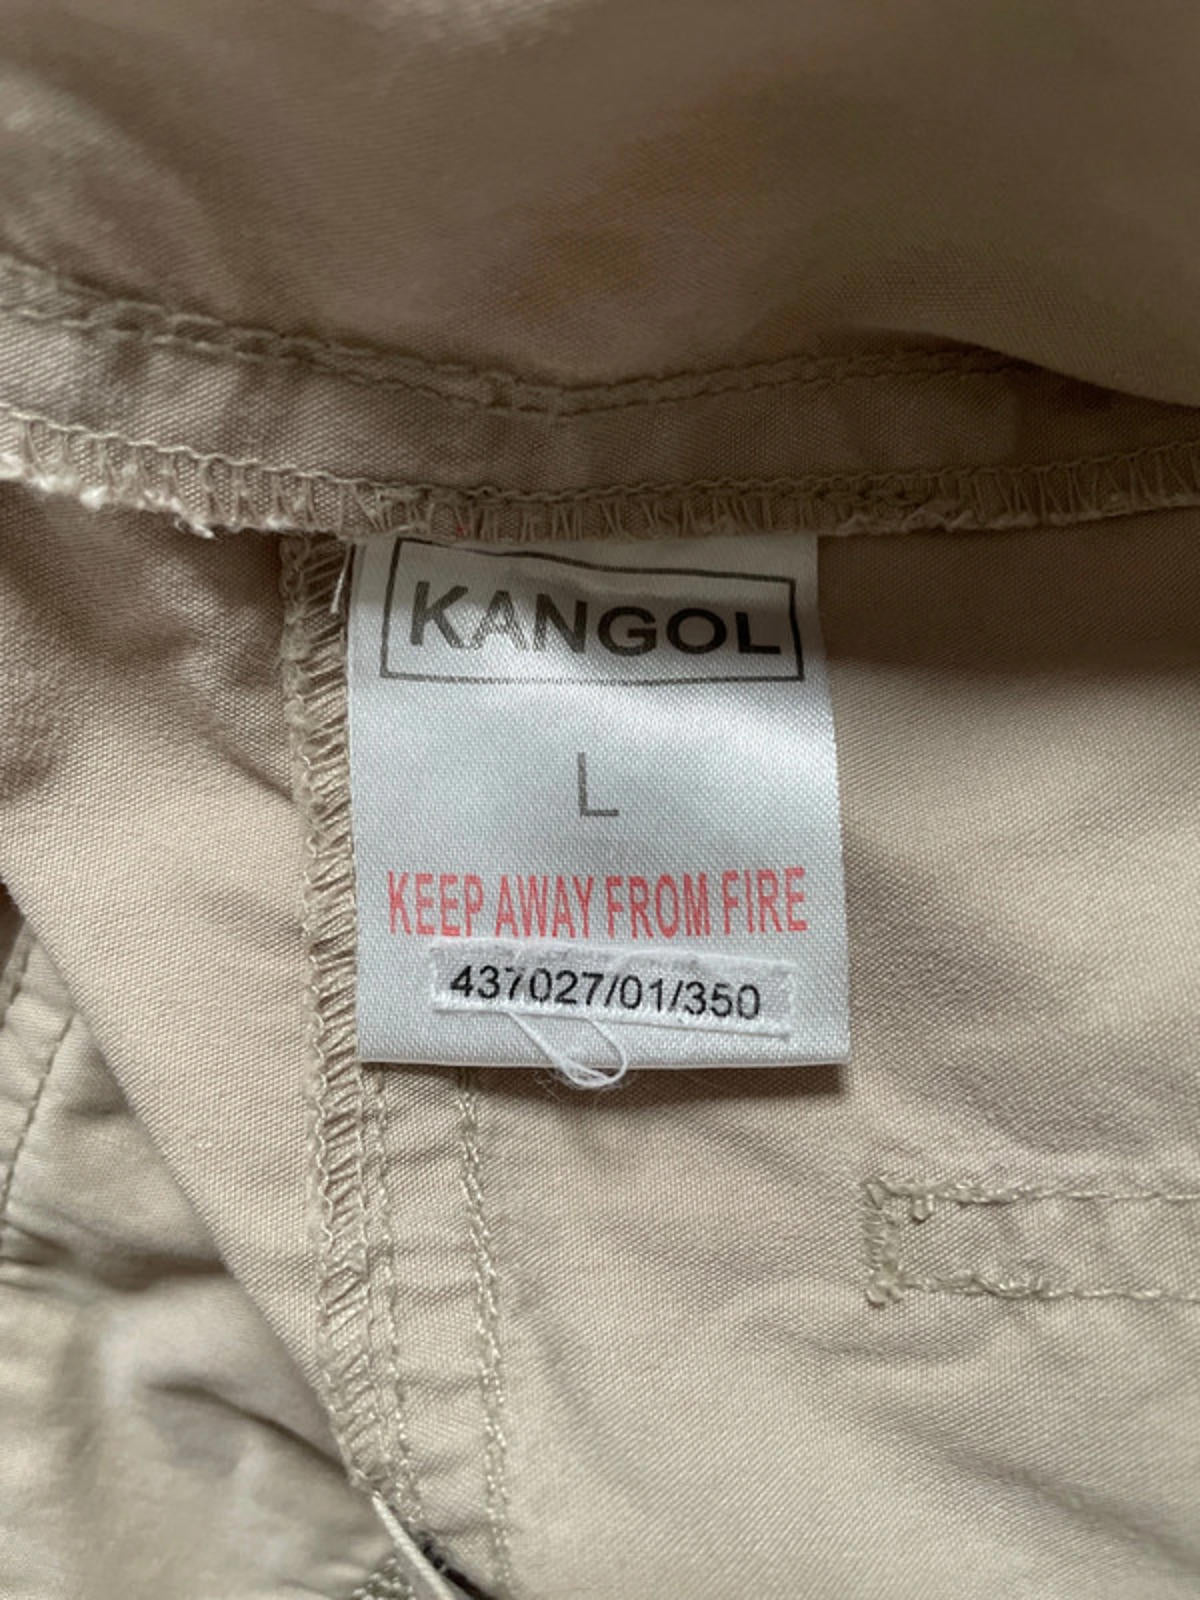 KANGOL
L
KEEP AWAY FROM FIRE
437027/01/350